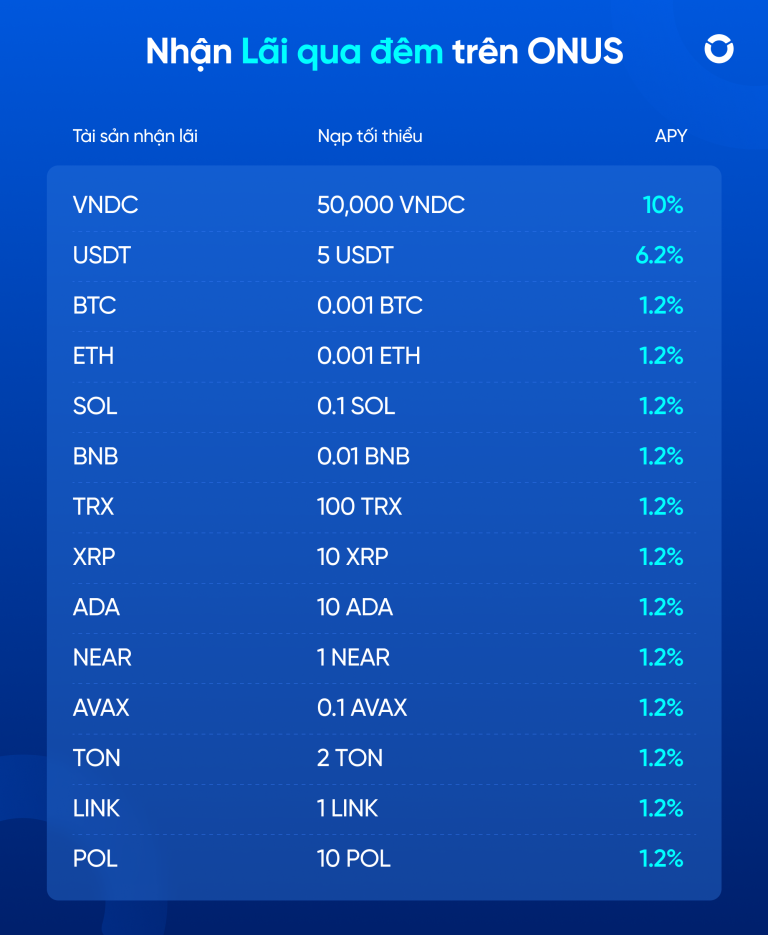 Nhận Lãi qua đêm trên ONUS
Tài sản nhận lãi Nạp tối thiểu APY
VNDC 50,000 VNDC 10%
USDT 5 USDT 6.2%
BTC 0.001 BTC 1.2%
ETH 0.001 ETH 1.2%
SOL 0.1 SOL 1.2%
BNB 0.01 BNB 1.2%
TRX 100 TRX 1.2%
XRP 10 XRP 1.2%
ADA 10 ADA 1.2%
NEAR 1 NEAR 1.2%
AVAX 0.1 AVAX 1.2%
TON 2 TON 1.2%
LINK 1 LINK 1.2%
POL 10 POL 1.2%